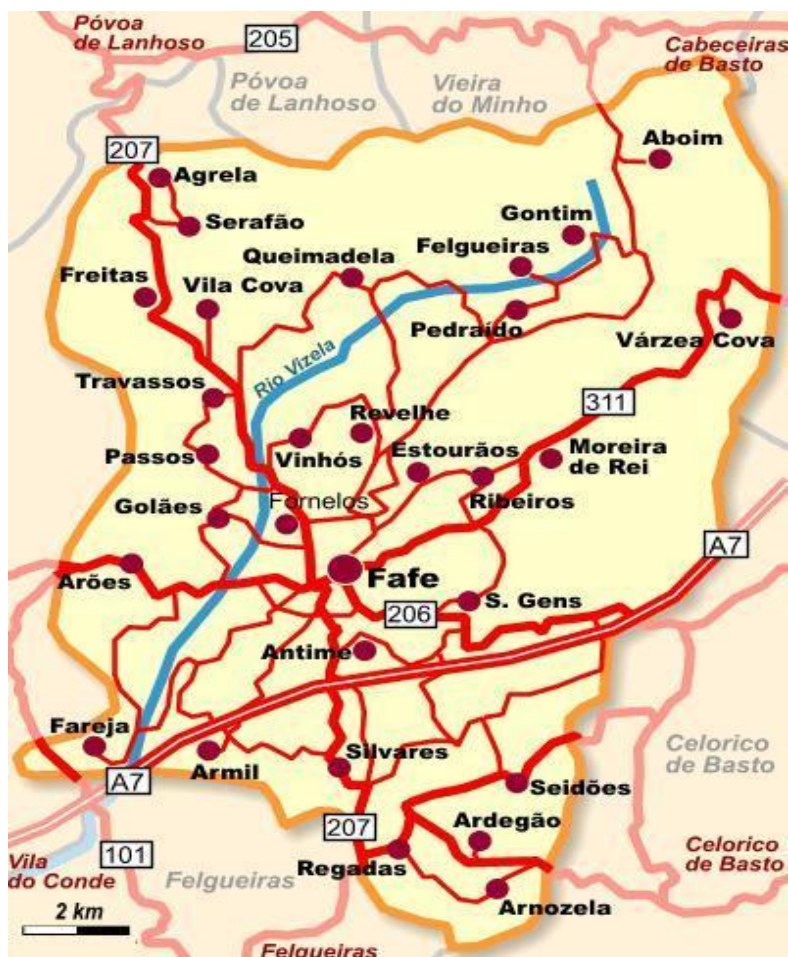 Póvoa
de Lanhoso
205
Cabeceiras
de Basto
Póvoa
de Lanhoso
Vieira
do Minho
207
Aboim
Agrela
Serafão
Gontim
Queimadela
Felgueiras
Freitas
Vila Cova
Pedraído
Várzea Cova
Rio Vizela
Travassos
311
Revelhe
Estourãos
Moreira
de Rei
Passos
Vinhós
Ribeiros
Golães
Fornelos
A7
Arões
Fafe
206
S. Gens
Antime
Fareja
Armil
Silvares
Celorico
de Basto
A7
Seidões
207
Ardegão
101
Regadas
Celorico
de Basto
Vila
do Conde
Felgueiras
Arnozela
2 km
Felgueiras